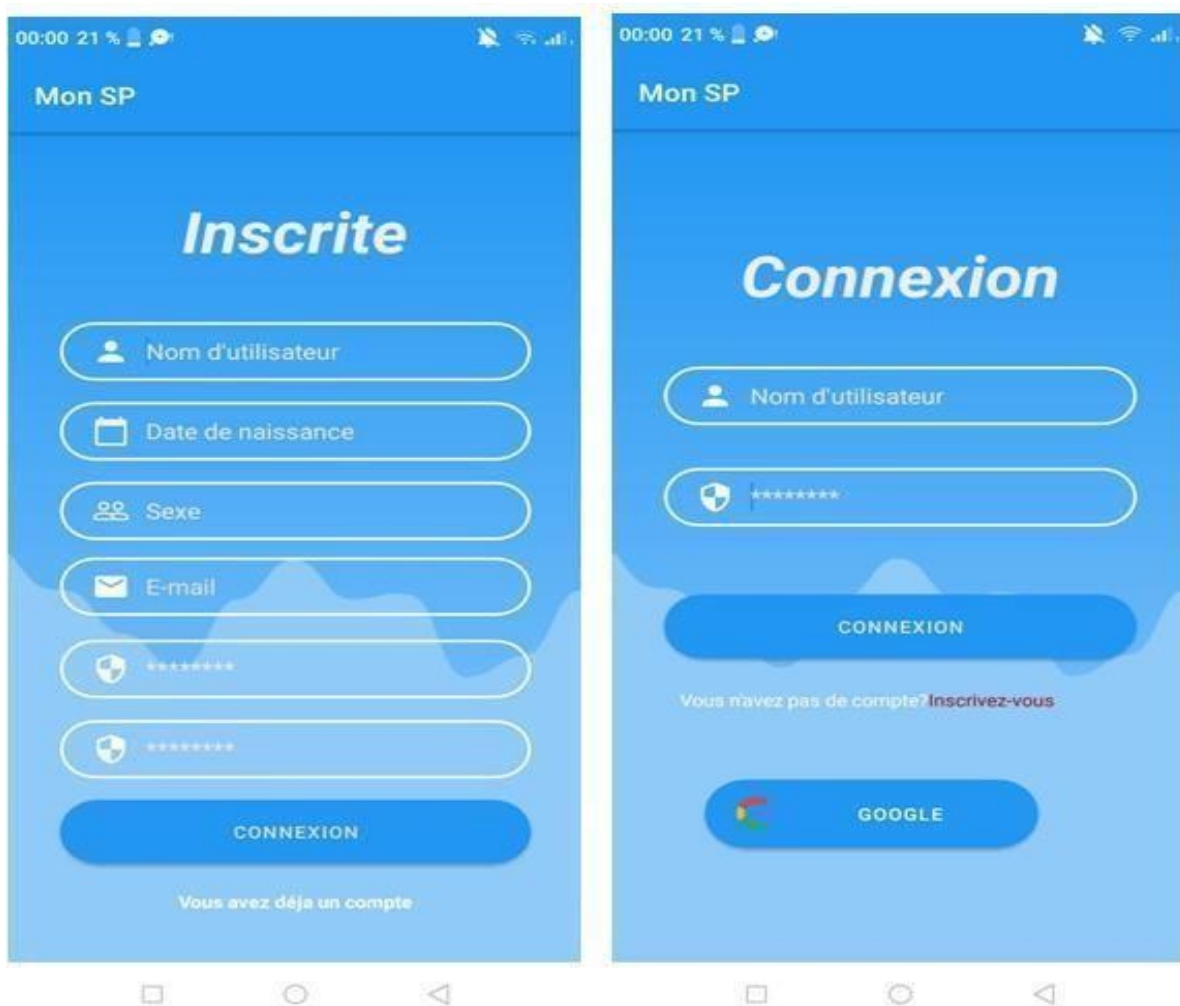 00:00 21 %
Mon SP
Inscrite
Nom d'utilisateur
Date de naissance
Sexe
E-mail
********
********
CONNEXION
Vous avez déja un compte
00:00 21 %
Mon SP
Connexion
Nom d'utilisateur
********
CONNEXION
Vous n'avez pas de compte?Inscrivez-vous
GOOGLE